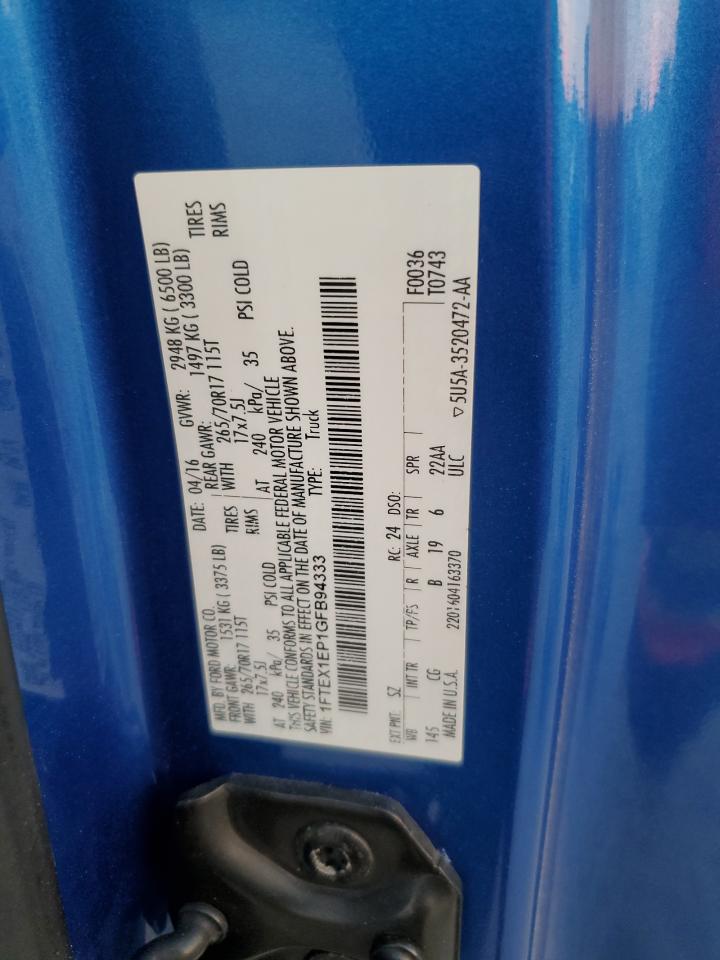 MFD. BY FORD MOTOR CO.
DATE: 04/16 GVWR: 2948 KG ( 6500 LB)
FRONT GAWR: 1531 KG ( 3375 LB) REAR GAWR: 1497 KG ( 3300 LB)
WITH 265/70R17 115T TIRES WITH 265/70R17 115T TIRES
17x7.5J RIMS 17x7.5J RIMS
AT 240 kPa/ 35 PSI COLD AT 240 kPa/ 35 PSI COLD
THIS VEHICLE CONFORMS TO ALL APPLICABLE FEDERAL MOTOR VEHICLE
SAFETY STANDARDS IN EFFECT ON THE DATE OF MANUFACTURE SHOWN ABOVE.
VIN: 1FTEX1EP1GFB94333 TYPE: Truck
EXT PNT: SZ RC: 24 DSO: F0036
WB INT TR TP/PS R AXLE TR SPR T0743
145 CG B 19 6 22AA
ULC
MADE IN U.S.A. 2201604163370 ▽5U5A-3520472-AA